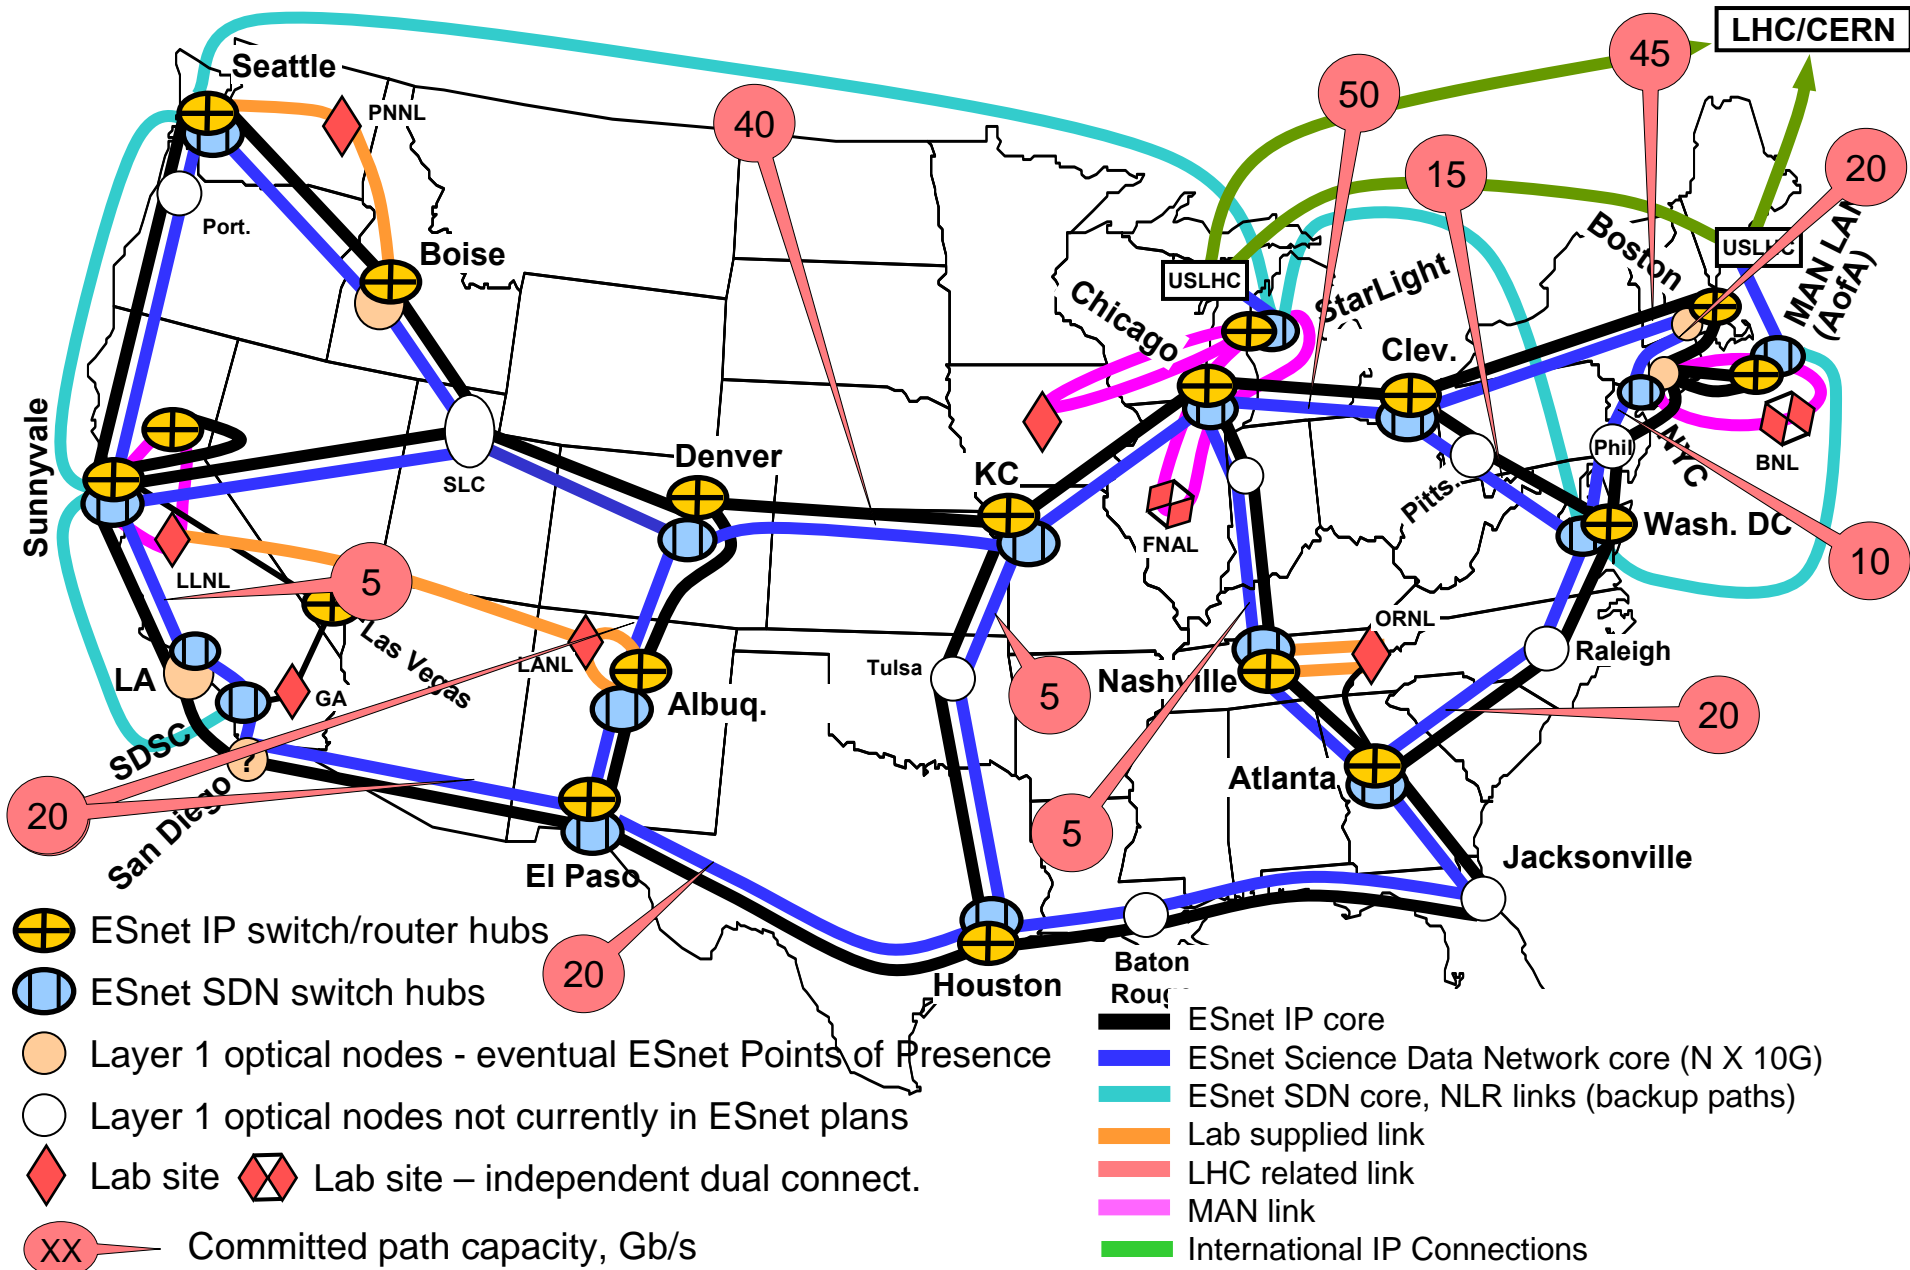 LHC/CERN
45
Seattle
50
40
PNNL
20
15
Port.
Boise
Boston
USLHC
MAN LAN
(AofA)
USLHC
StarLight
Chicago
Clev.
Sunnyvale
Denver
KC
SLC
Phil
NYC
BNL
Pitts.
Wash. DC
FNAL
10
LLNL
5
Las Vegas
LANL
ORNL
Tulsa
Raleigh
LA
GA
5
Nashville
Albuq.
20
SDSC
?
San Diego
Atlanta
20
5
El Paso
Jacksonville
20
Houston
Baton
ESnet IP switch/router hubs
ESnet SDN switch hubs
Layer 1 optical nodes - eventual ESnet Points of Presence
Layer 1 optical nodes not currently in ESnet plans
Lab site
Lab site – independent dual connect.
XX
Committed path capacity, Gb/s
ESnet IP core
ESnet Science Data Network core (N X 10G)
ESnet SDN core, NLR links (backup paths)
Lab supplied link
LHC related link
MAN link
International IP Connections